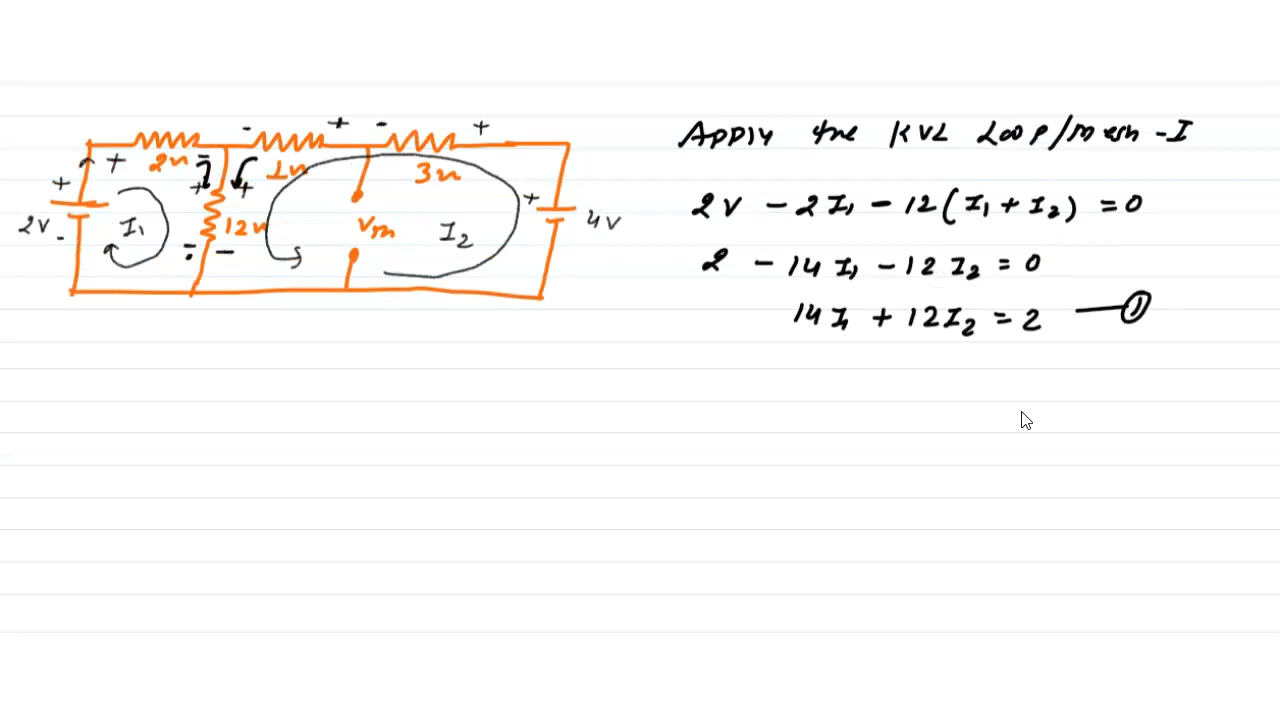 Apply the KVL Loop/mesh - I
2V - 2I₁ - 12(I₁ + I₂) = 0
2 - 14I₁ - 12I₂ = 0
14I₁ + 12I₂ = 2 —①
- + - +
+ 2Ω - 1Ω 3Ω
+ + + +
2V I₁ 12Ω Vth I₂ 4V
- - -